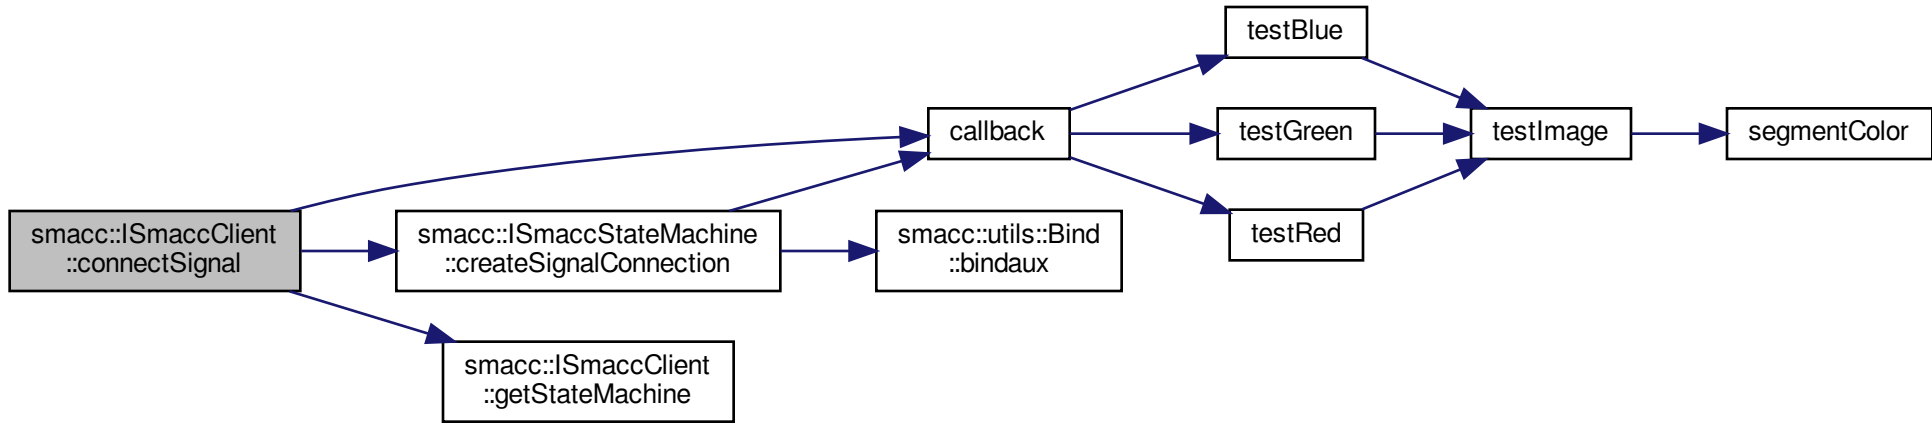 smacc::ISmaccClient
::connectSignal
smacc::ISmaccStateMachine
::createSignalConnection
smacc::ISmaccClient
::getStateMachine
callback
smacc::utils::Bind
::bindaux
testBlue
testGreen
testRed
testImage
segmentColor